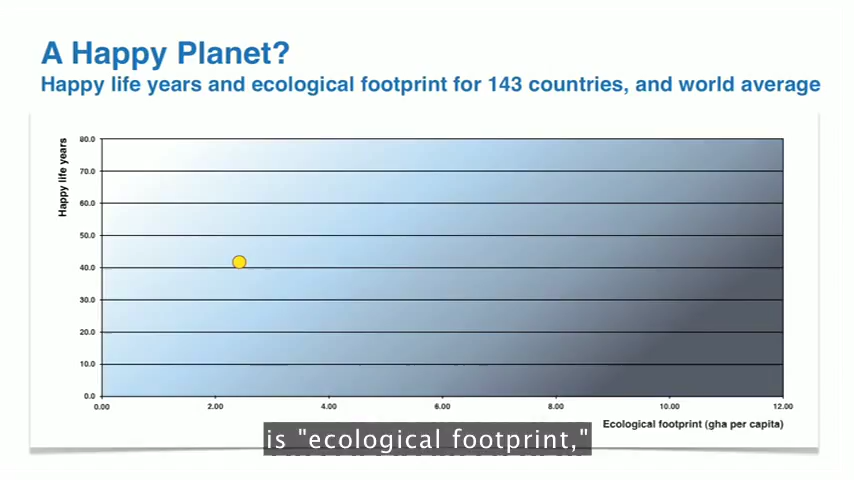 A Happy Planet?
Happy life years and ecological footprint for 143 countries, and world average
Happy life years
80.0
70.0
60.0
50.0
40.0
30.0
20.0
10.0
0.0
0.00 2.00 4.00 6.00 8.00 10.00 12.00
Ecological footprint (gha per capita)
is "ecological footprint,"